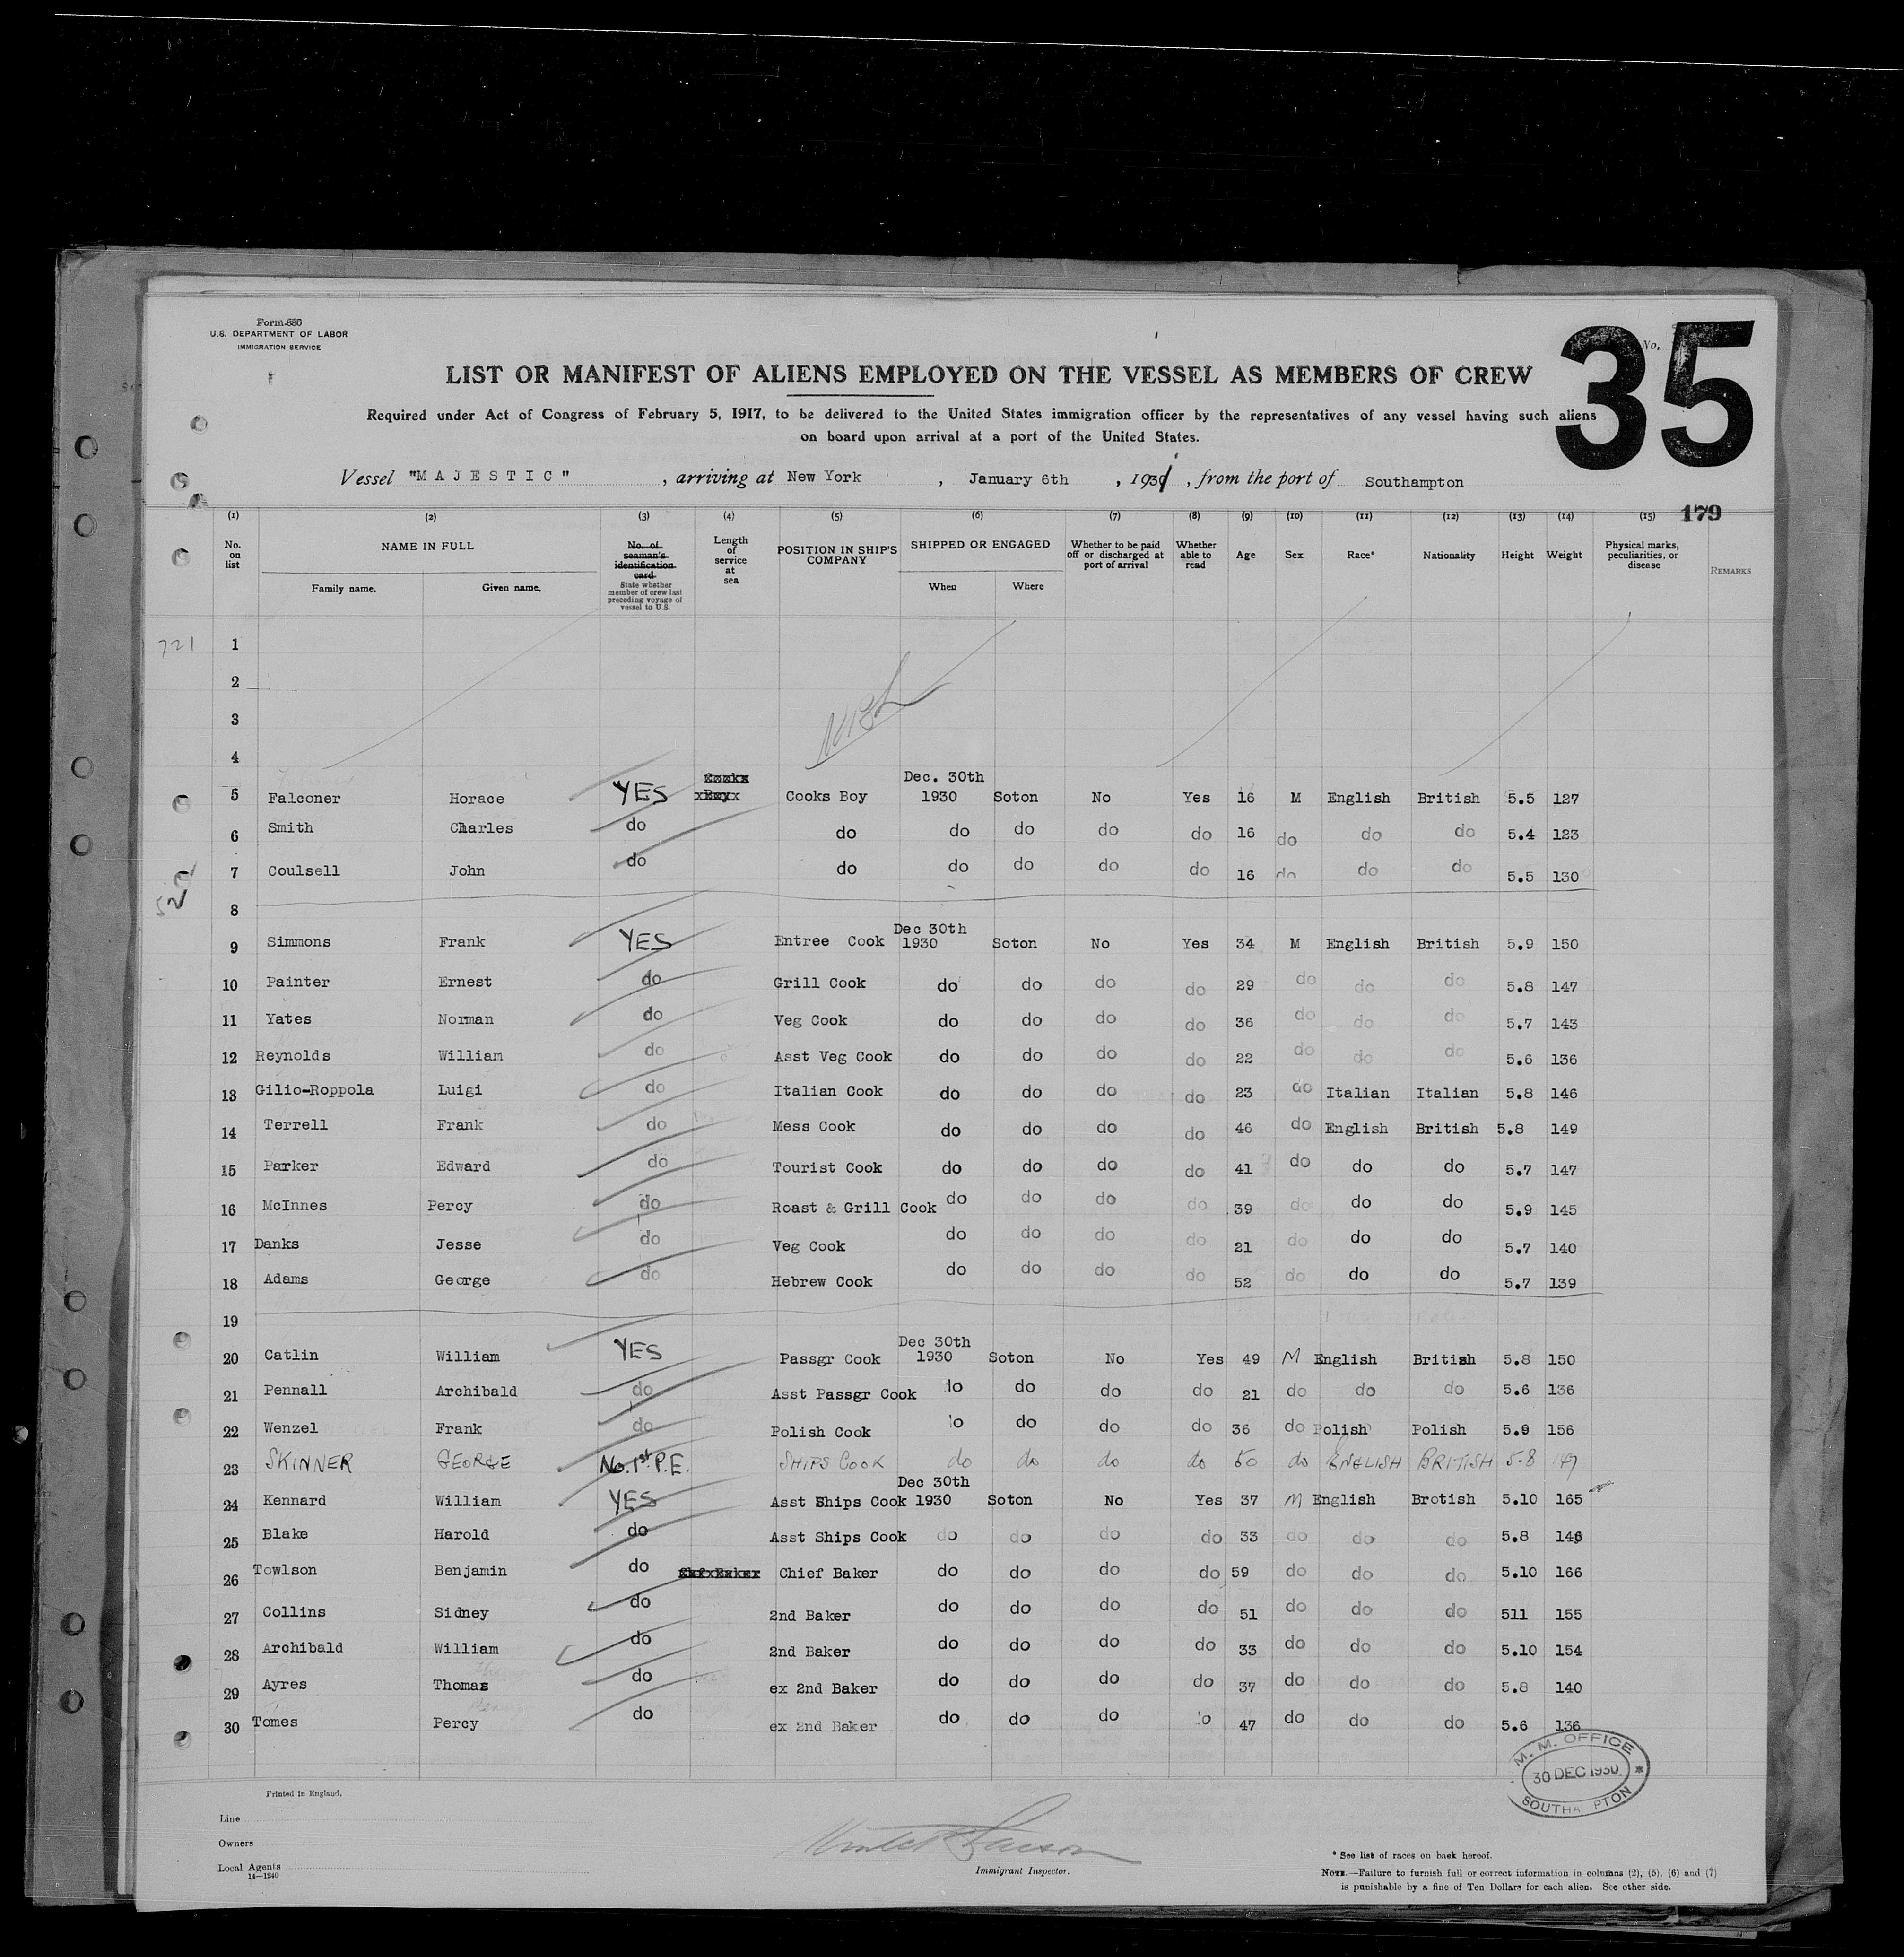 Form 680
U.S. DEPARTMENT OF LABOR
IMMIGRATION SERVICE
No.
35
LIST OR MANIFEST OF ALIENS EMPLOYED ON THE VESSEL AS MEMBERS OF CREW
Required under Act of Congress of February 5, 1917, to be delivered to the United States immigration officer by the representatives of any vessel having such aliens
on board upon arrival at a port of the United States.
Vessel "MAJESTIC", arriving at New York, January 6th, 1931, from the port of Southampton
179
(1) (2) (3) (4) (5) (6) (7) (8) (9) (10) (11) (12) (13) (14) (15)
No. on list
NAME IN FULL
Family name. Given name.
No. of seaman's identification card
State whether member of crew last preceding voyage of vessel to U.S.
Length of service at sea
POSITION IN SHIP'S COMPANY
SHIPPED OR ENGAGED
When Where
Whether to be paid off or discharged at port of arrival
Whether able to read
Age
Sex
Race*
Nationality
Height
Weight
Physical marks, peculiarities, or disease
REMARKS
721
1
2
3
4
5 Falconer Horace YES Cooks Boy Dec. 30th 1930 Soton No Yes 16 M English British 5.5 127
6 Smith Charles do do do do do do 16 do do do 5.4 123
7 Coulsell John do do do do do do 16 do do do 5.5 130
8
9 Simmons Frank YES Entree Cook Dec 30th 1930 Soton No Yes 34 M English British 5.9 150
10 Painter Ernest do Grill Cook do do do do 29 do do do 5.8 147
11 Yates Norman do Veg Cook do do do do 36 do do do 5.7 143
12 Reynolds William do Asst Veg Cook do do do do 22 do do do 5.6 136
13 Gilio-Roppola Luigi do Italian Cook do do do do 23 do Italian Italian 5.8 146
14 Terrell Frank do Mess Cook do do do do 46 do English British 5.8 149
15 Parker Edward do Tourist Cook do do do do 41 do do do 5.7 147
16 McInnes Percy do Roast & Grill Cook do do do do 39 do do do 5.9 145
17 Danks Jesse do Veg Cook do do do do 21 do do do 5.7 140
18 Adams George do Hebrew Cook do do do do 52 do do do 5.7 139
19
20 Catlin William YES Passgr Cook Dec 30th 1930 Soton No Yes 49 M English British 5.8 150
21 Pennall Archibald do Asst Passgr Cook do do do do 21 do do do 5.6 136
22 Wenzel Frank do Polish Cook do do do do 36 do Polish Polish 5.9 156
23 SKINNER GEORGE No. 1st P.E. SHIPS COOK do do do do 50 do ENGLISH BRITISH 5-8 149
24 Kennard William YES Asst Ships Cook Dec 30th 1930 Soton No Yes 37 M English Brotish 5.10 165
25 Blake Harold do Asst Ships Cook do do do do 33 do do do 5.8 146
26 Towlson Benjamin do Chief Baker do do do do 59 do do do 5.10 166
27 Collins Sidney do 2nd Baker do do do do 51 do do do 511 155
28 Archibald William do 2nd Baker do do do do 33 do do do 5.10 154
29 Ayres Thomas do ex 2nd Baker do do do do 37 do do do 5.8 140
30 Tomes Percy do ex 2nd Baker do do do do 47 do do do 5.6 136
M. M. OFFICE
30 DEC 1930
SOUTHA PTON
Printed in England.
Line
Owners
Local Agents
14—1240
Immigrant Inspector.
* See list of races on back hereof.
NOTE.—Failure to furnish full or correct information in columns (2), (5), (6) and (7)
is punishable by a fine of Ten Dollars for each alien. See other side.